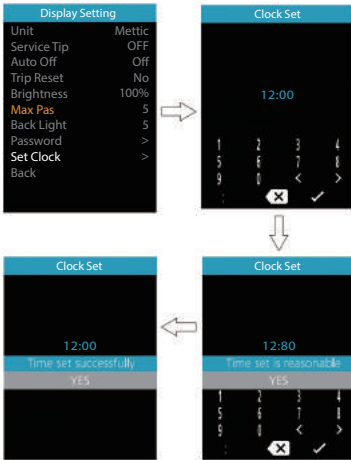 Display Setting
Unit Mettic
Service Tip OFF
Auto Off Off
Trip Reset No
Brightness 100%
Max Pas 5
Back Light 5
Password >
Set Clock >
Back
Clock Set
12:00
1 2 3 4
5 6 7 8
9 0 < >
: ✓
Clock Set
12:80
Time set is reasonable
YES
1 2 3 4
5 6 7 8
9 0 < >
: ✓
Clock Set
12:00
Time set successfully
YES